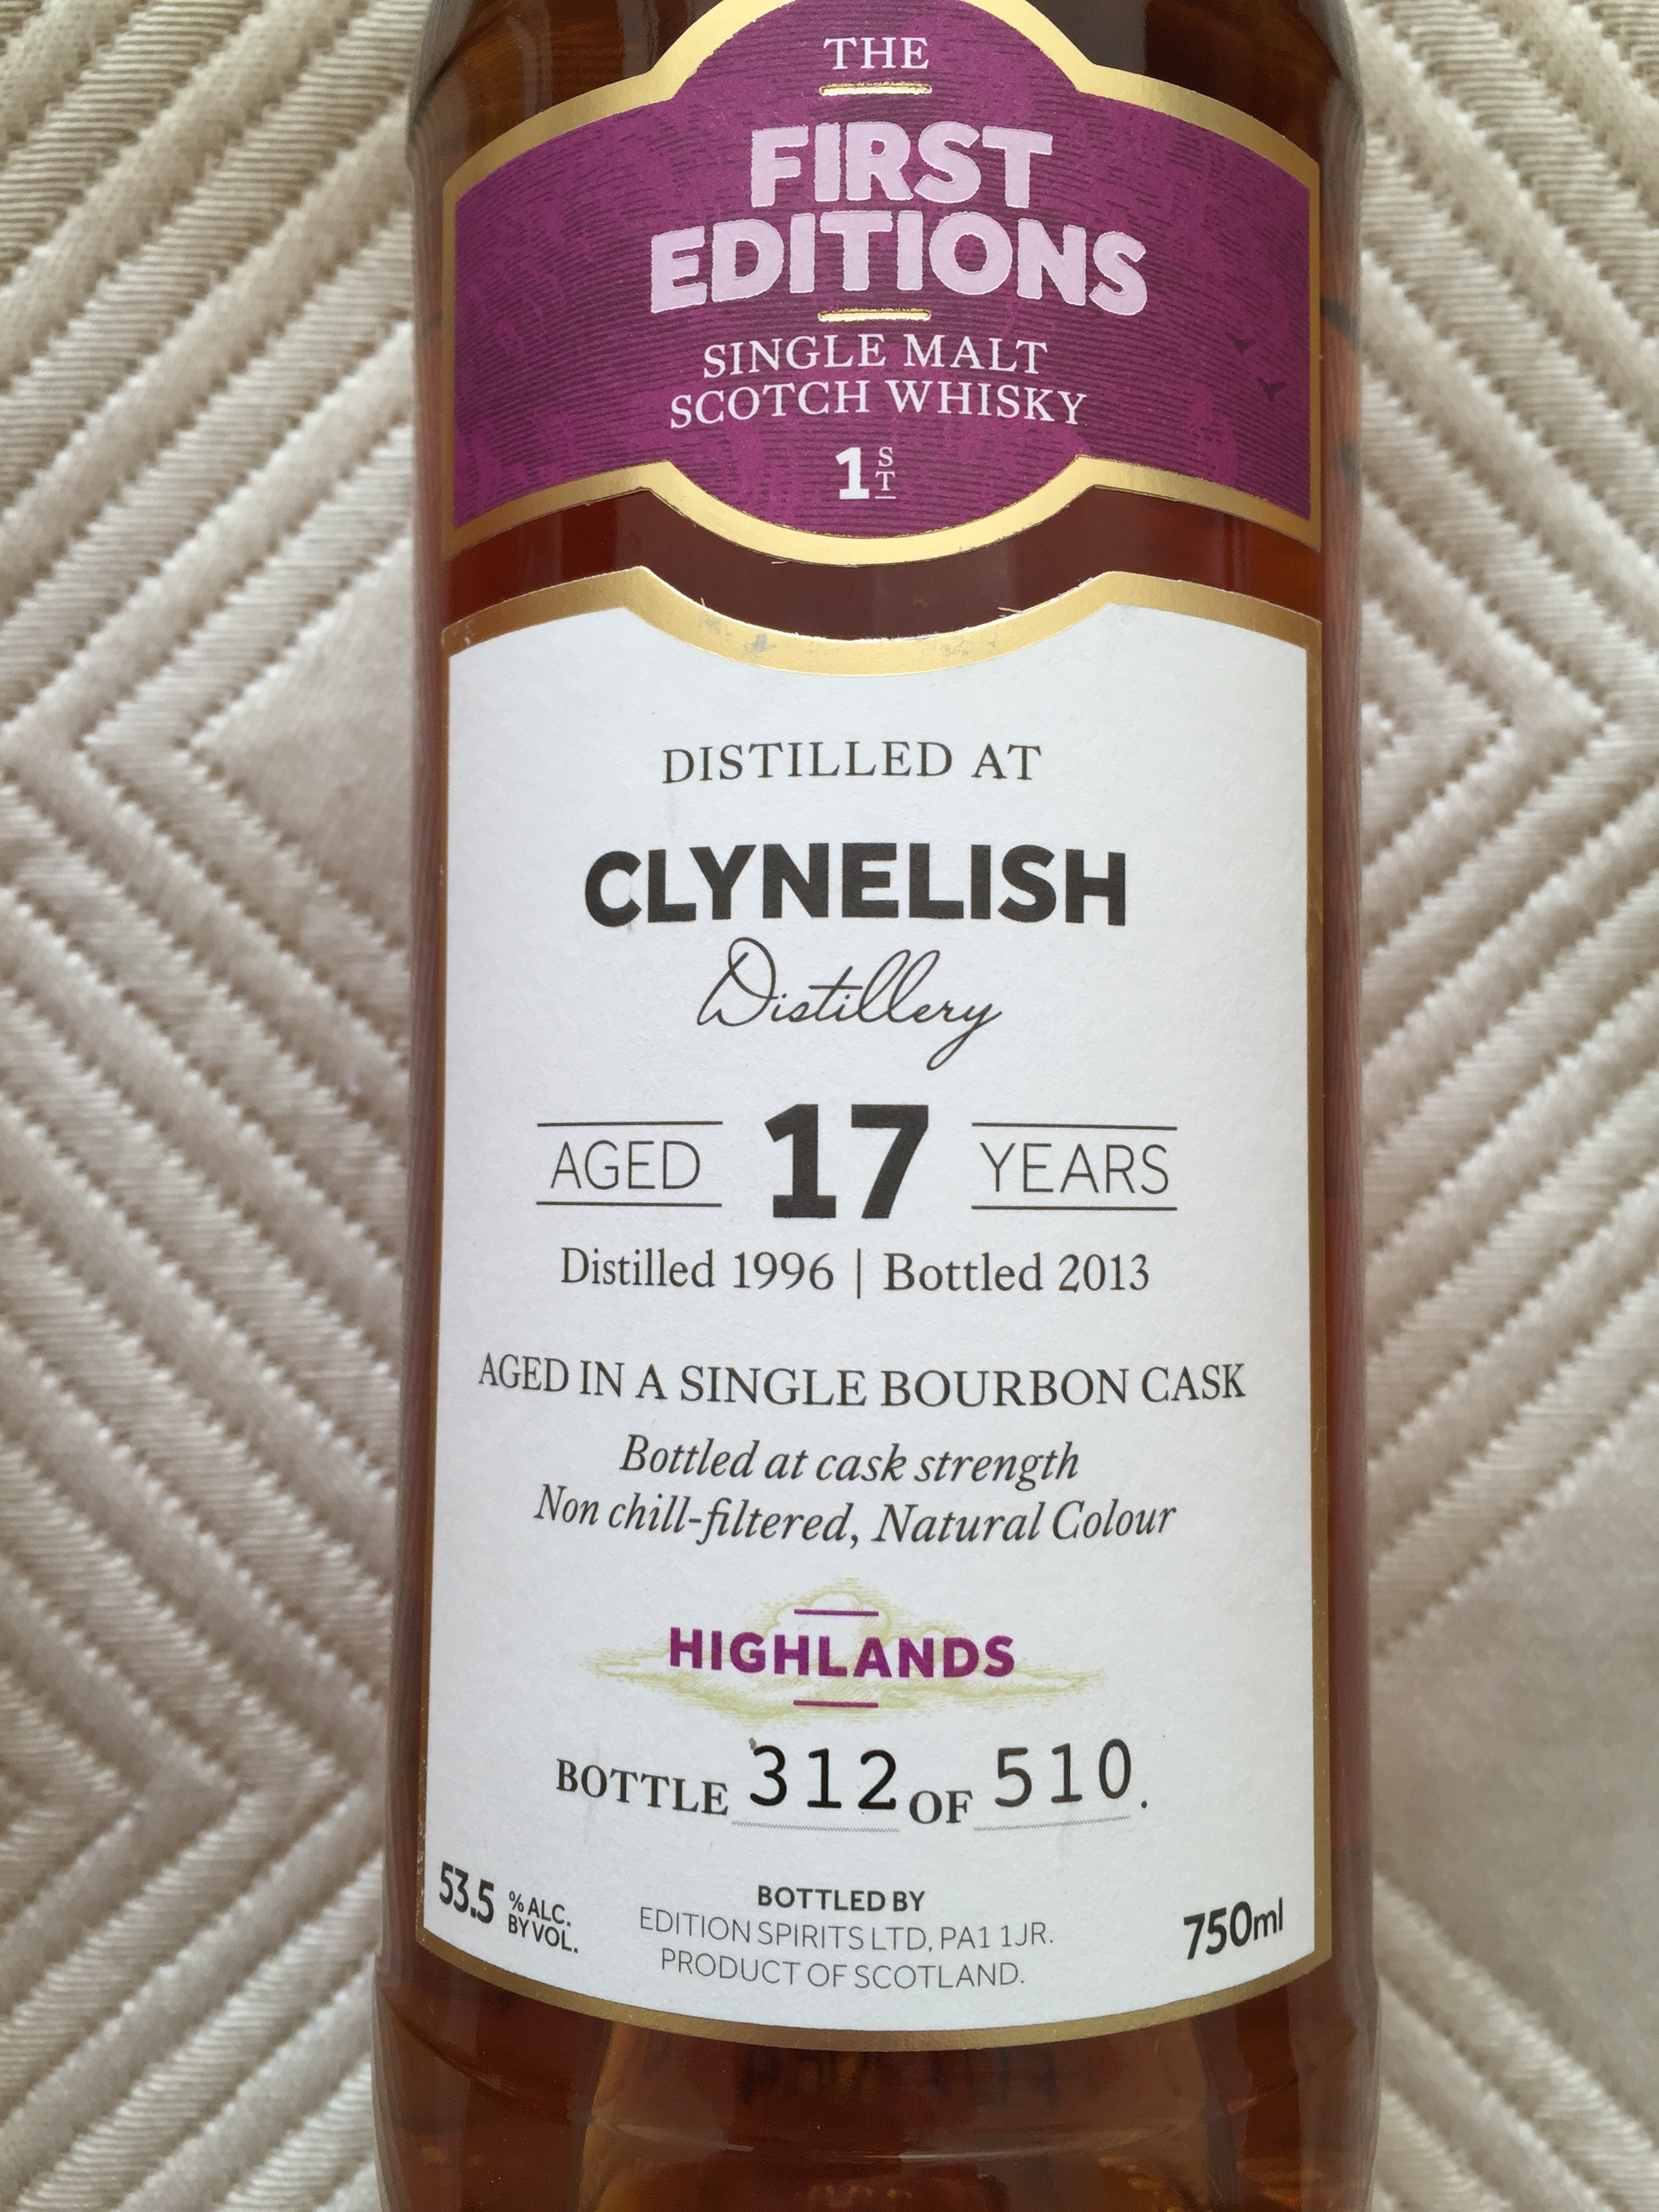 THE
FIRST
EDITIONS
SINGLE MALT
SCOTCH WHISKY
1ST
DISTILLED AT
CLYNELISH
Distillery
AGED 17 YEARS
Distilled 1996 | Bottled 2013
AGED IN A SINGLE BOURBON CASK
Bottled at cask strength
Non chill-filtered, Natural Colour
HIGHLANDS
BOTTLE 312 OF 510.
53.5 % ALC. BY VOL.
BOTTLED BY
EDITION SPIRITS LTD, PA1 1JR.
PRODUCT OF SCOTLAND.
750ml